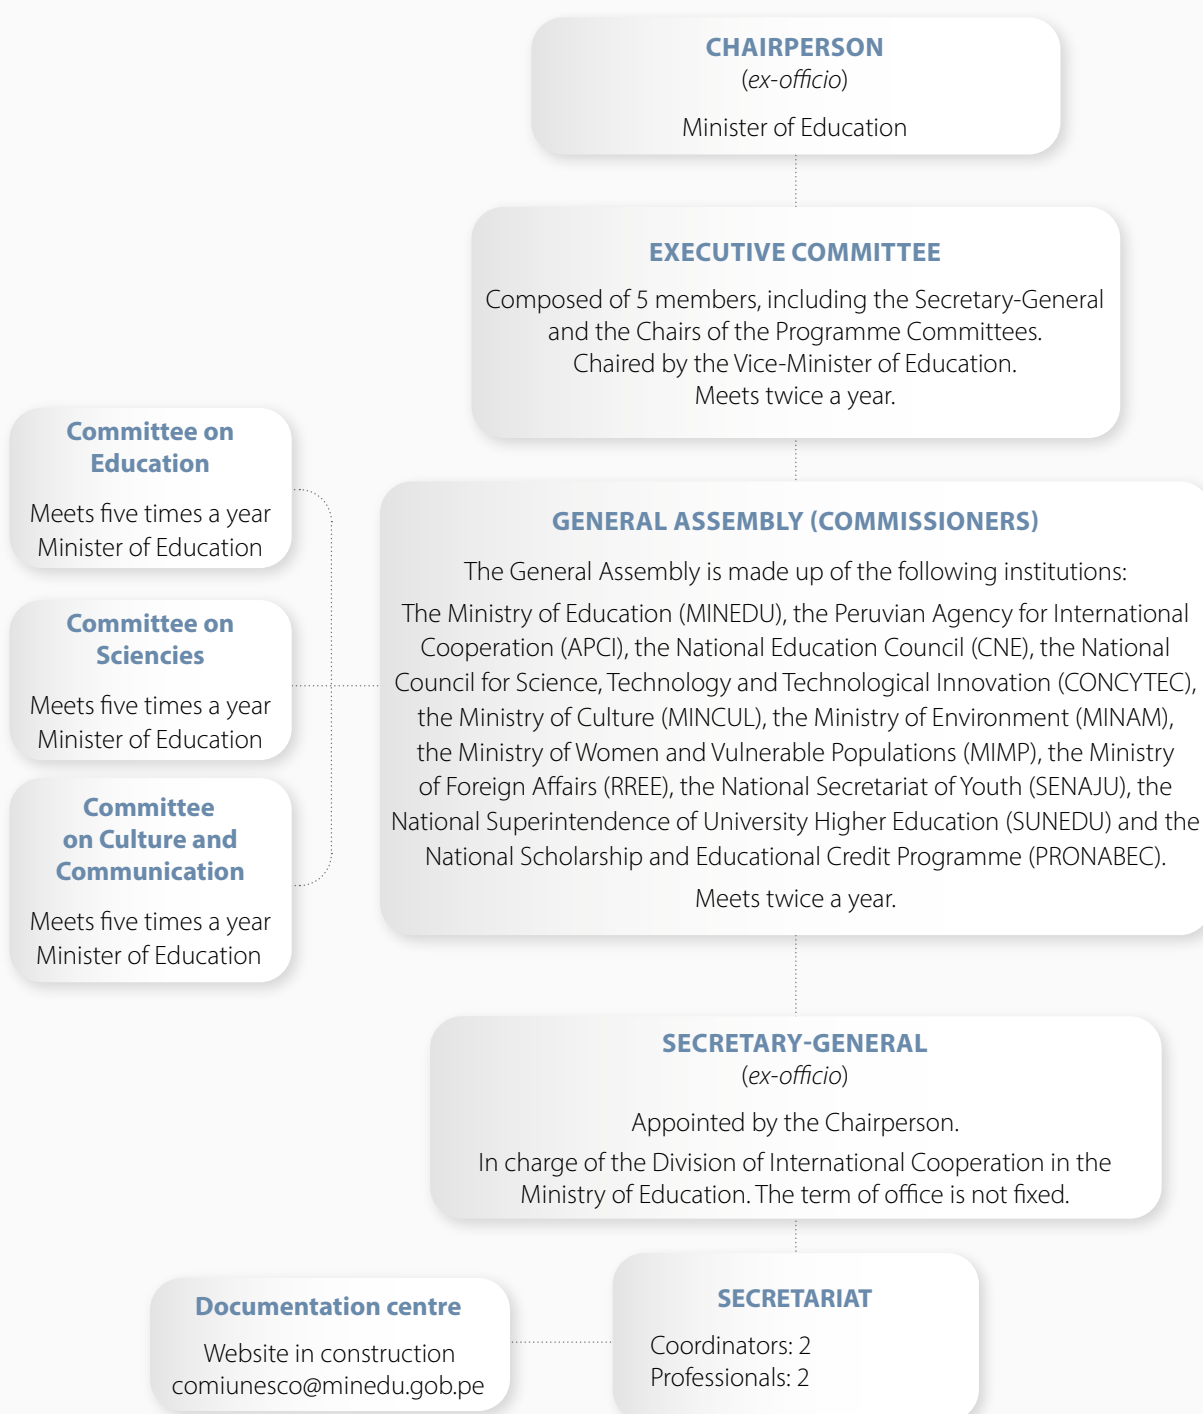 CHAIRPERSON
(ex-officio)
Minister of Education
EXECUTIVE COMMITTEE
Composed of 5 members, including the Secretary-General
and the Chairs of the Programme Committees.
Chaired by the Vice-Minister of Education.
Meets twice a year.
Committee on
Education
Meets five times a year
Minister of Education
Committee on
Sciencies
Meets five times a year
Minister of Education
Committee
on Culture and
Communication
Meets five times a year
Minister of Education
GENERAL ASSEMBLY (COMMISSIONERS)
The General Assembly is made up of the following institutions:
The Ministry of Education (MINEDU), the Peruvian Agency for International
Cooperation (APCI), the National Education Council (CNE), the National
Council for Science, Technology and Technological Innovation (CONCYTEC),
the Ministry of Culture (MINCUL), the Ministry of Environment (MINAM),
the Ministry of Women and Vulnerable Populations (MIMP), the Ministry
of Foreign Affairs (RREE), the National Secretariat of Youth (SENAJU), the
National Superintendence of University Higher Education (SUNEDU) and the
National Scholarship and Educational Credit Programme (PRONABEC).
Meets twice a year.
SECRETARY-GENERAL
(ex-officio)
Appointed by the Chairperson.
In charge of the Division of International Cooperation in the
Ministry of Education. The term of office is not fixed.
Documentation centre
Website in construction
comiunesco@minedu.gob.pe
SECRETARIAT
Coordinators: 2
Professionals: 2